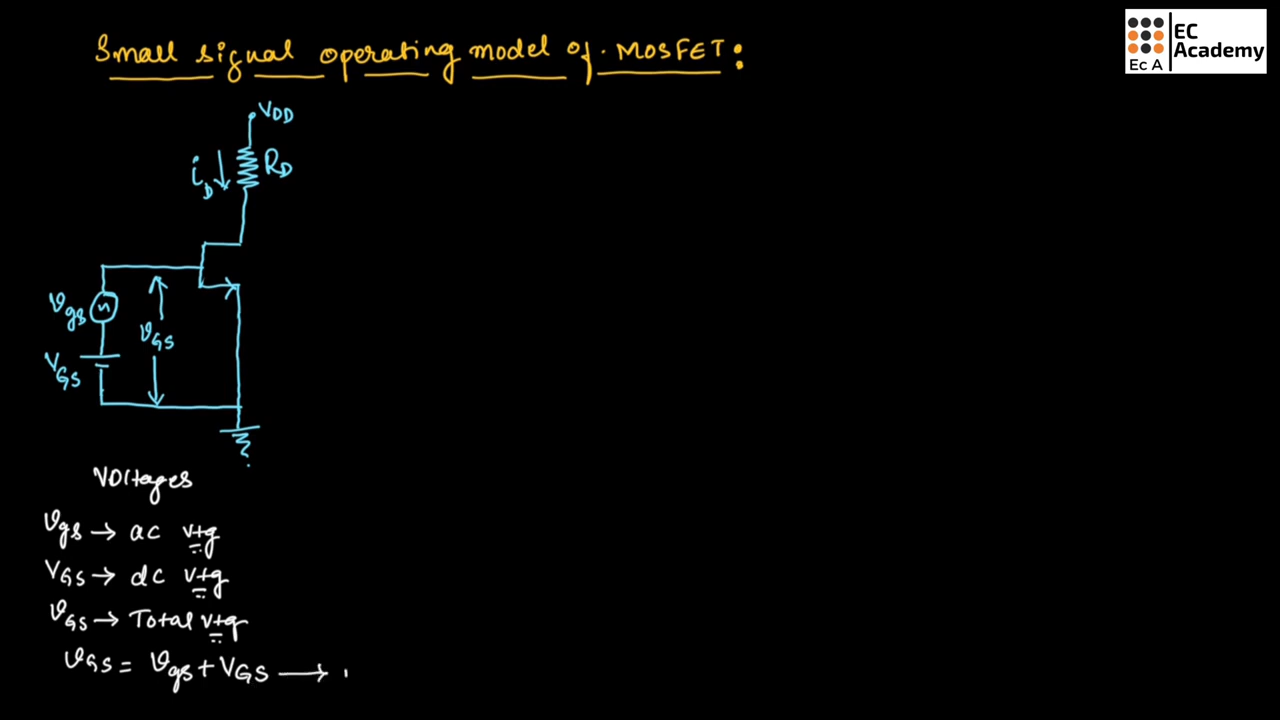 Small signal operating model of. MOSFET:
EC Academy
Ec A
VDD
iD
RD
vgs
vGS
VGS
Voltages
vgs → ac vtg
VGS → dc vtg
vGS → Total vtg
vGS = vgs + VGS →